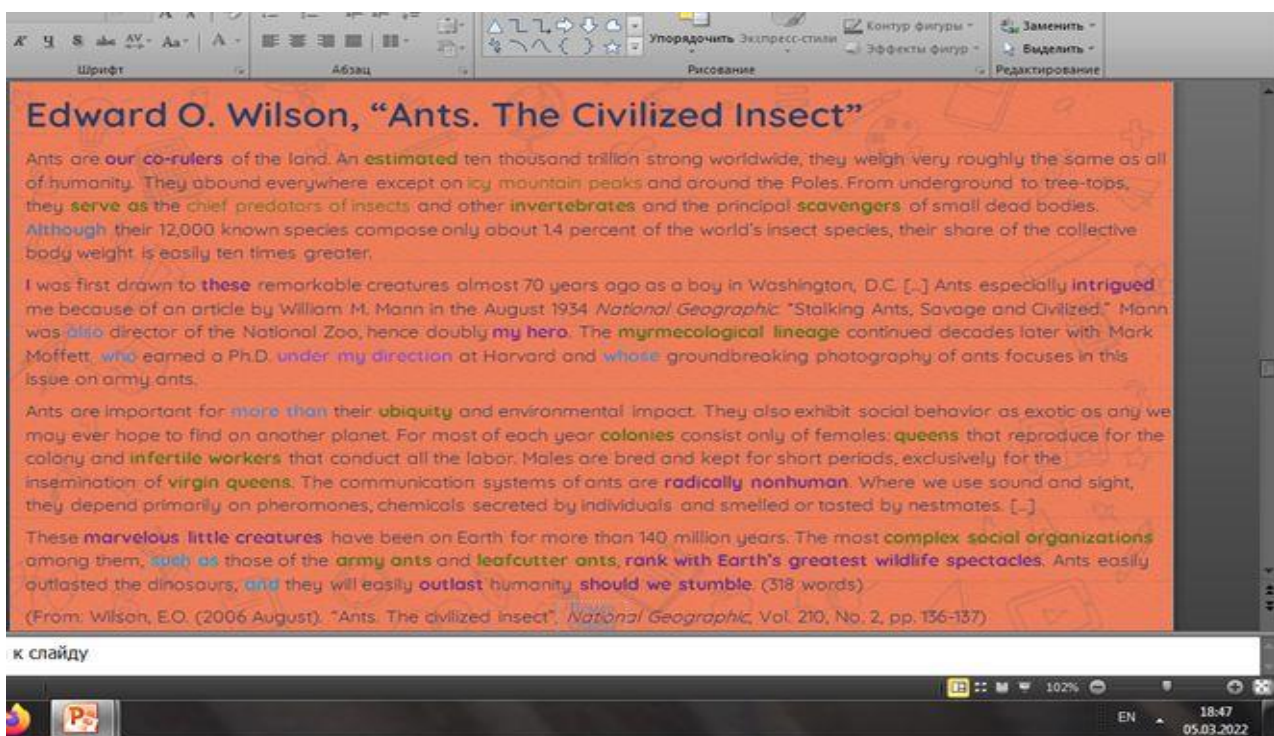 Контур фигуры
Заменить
Ж Ч S abc AV Aa A
Упорядочить Экспресс-стили
Эффекты фигур
Выделить
Шрифт Абзац Рисование Редактирование
Edward O. Wilson, “Ants. The Civilized Insect”
Ants are our co-rulers of the land. An estimated ten thousand trillion strong worldwide, they weigh very roughly the same as all
of humanity. They abound everywhere except on icy mountain peaks and around the Poles. From underground to tree-tops,
they serve as the chief predators of insects and other invertebrates and the principal scavengers of small dead bodies.
Although their 12,000 known species compose only about 1.4 percent of the world's insect species, their share of the collective
body weight is easily ten times greater.
I was first drawn to these remarkable creatures almost 70 years ago as a boy in Washington, D.C. [...] Ants especially intrigued
me because of an article by William M. Mann in the August 1934 National Geographic: “Stalking Ants, Savage and Civilized.” Mann
was also director of the National Zoo, hence doubly my hero. The myrmecological lineage continued decades later with Mark
Moffett, who earned a Ph.D. under my direction at Harvard and whose groundbreaking photography of ants focuses in this
issue on army ants.
Ants are important for more than their ubiquity and environmental impact. They also exhibit social behavior as exotic as any we
may ever hope to find on another planet. For most of each year colonies consist only of females: queens that reproduce for the
colony and infertile workers that conduct all the labor. Males are bred and kept for short periods, exclusively for the
insemination of virgin queens. The communication systems of ants are radically nonhuman. Where we use sound and sight,
they depend primarily on pheromones, chemicals secreted by individuals and smelled or tasted by nestmates. [...]
These marvelous little creatures have been on Earth for more than 140 million years. The most complex social organizations
among them, such as those of the army ants and leafcutter ants, rank with Earth's greatest wildlife spectacles. Ants easily
outlasted the dinosaurs, and they will easily outlast humanity should we stumble. (318 words)
(From: Wilson, E.O. (2006 August). “Ants. The civilized insect”, National Geographic, Vol. 210, No. 2, pp. 136-137)
к слайду
102%
EN 18:47
05.03.2022